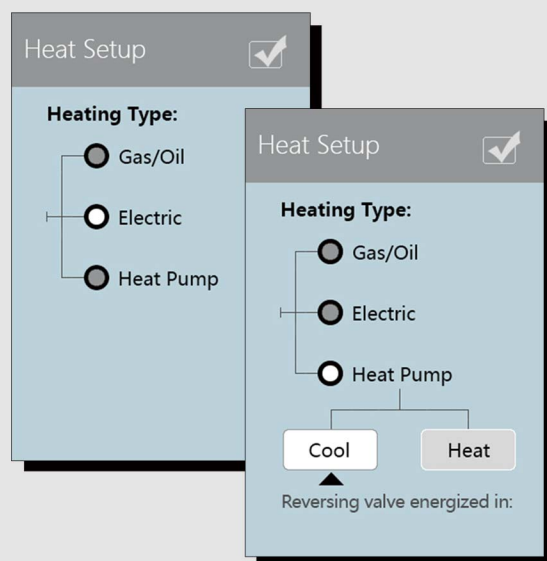 Heat Setup
Heating Type:
Gas/Oil
Electric
Heat Pump
Heat Setup
Heating Type:
Gas/Oil
Electric
Heat Pump
Cool
Heat
Reversing valve energized in: